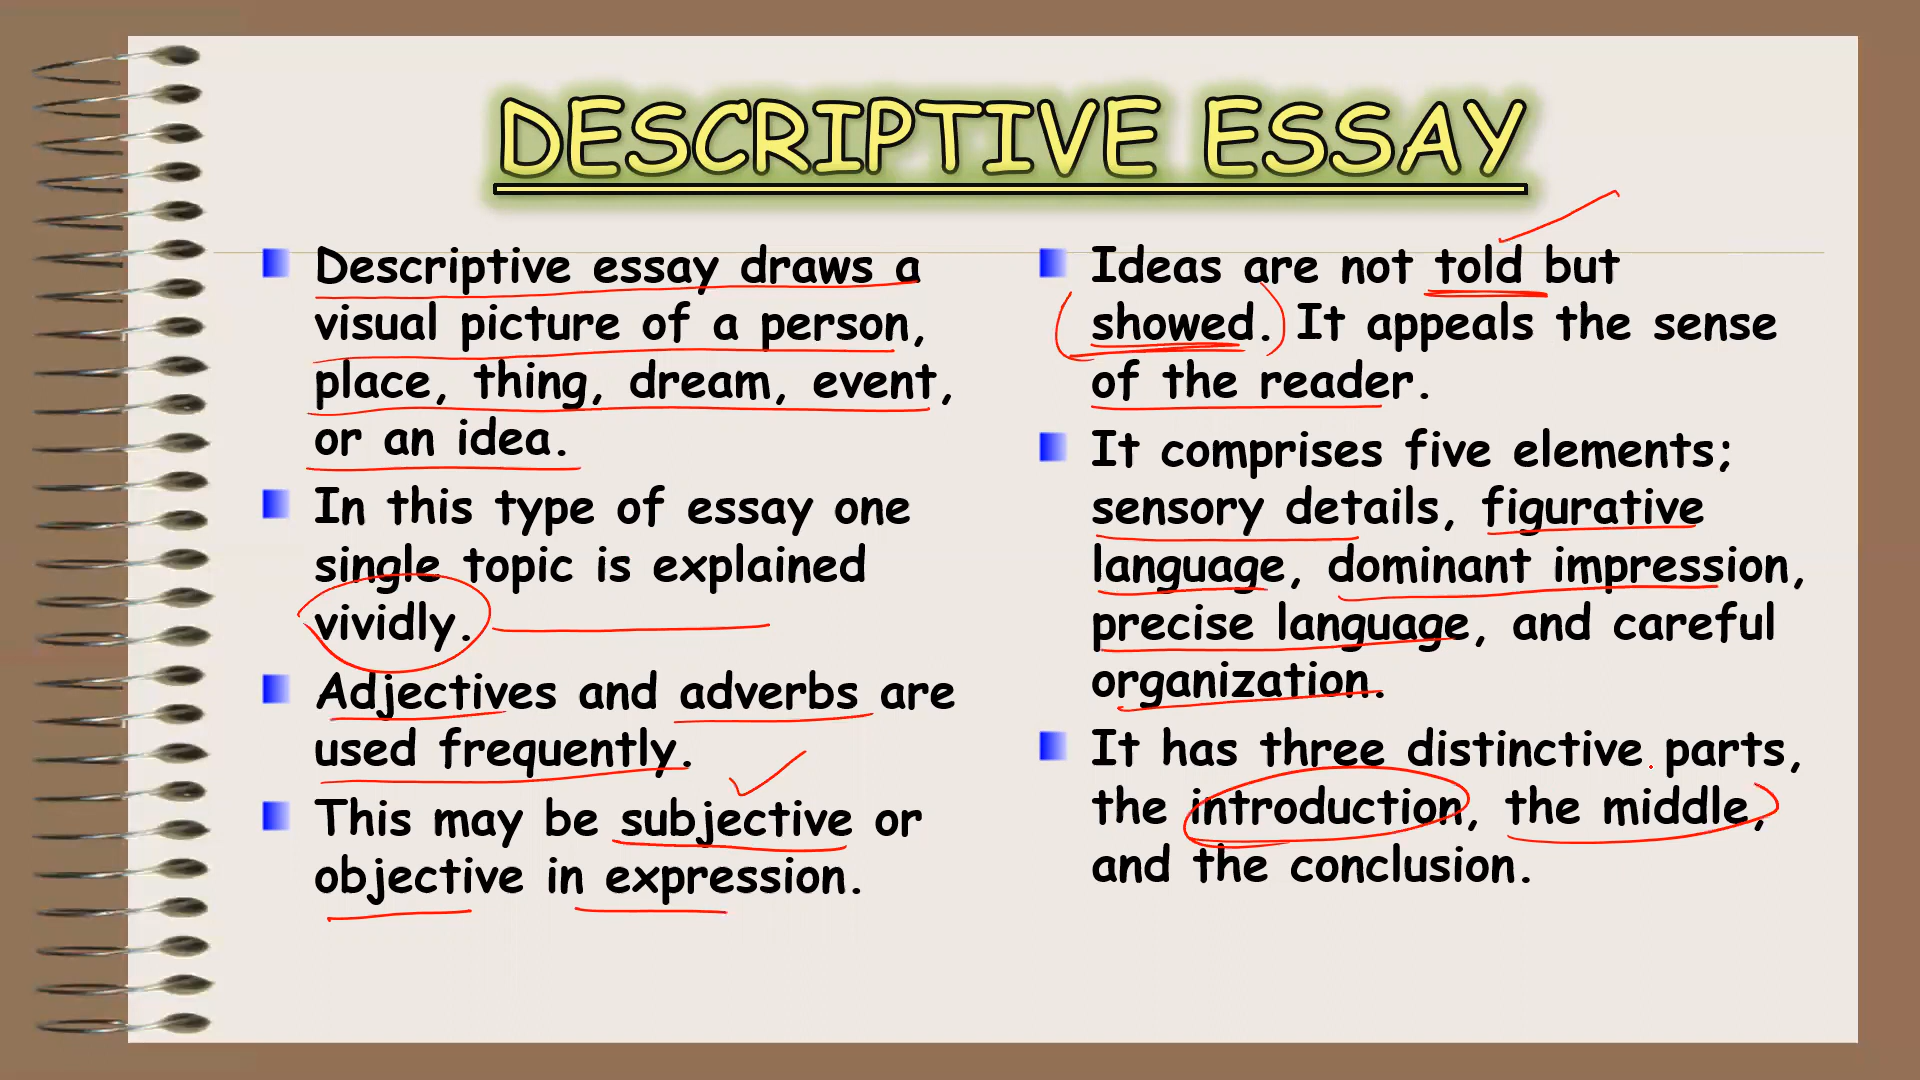 DESCRIPTIVE ESSAY
Descriptive essay draws a
visual picture of a person,
place, thing, dream, event,
or an idea.
In this type of essay one
single topic is explained
vividly.
Adjectives and adverbs are
used frequently.
This may be subjective or
objective in expression.
Ideas are not told but
showed. It appeals the sense
of the reader.
It comprises five elements;
sensory details, figurative
language, dominant impression,
precise language, and careful
organization.
It has three distinctive parts,
the introduction, the middle,
and the conclusion.